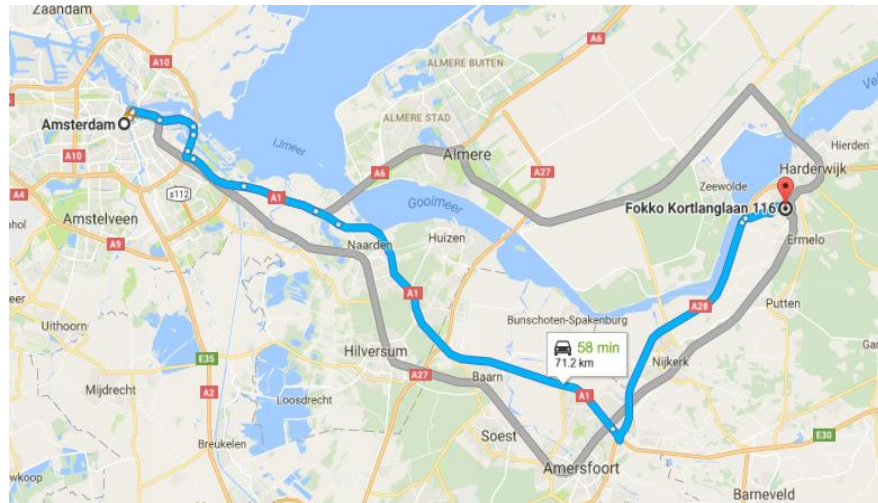 Zaandam
A10
A6
ALMERE BUITEN
Amsterdam
ALMERE STAD
IJmeer
Almere
Hierden
A10
A6
A27
Harderwijk
A4
s112
A1
Zeewolde
Gooimeer
Fokko Kortlanglaan 116
Amstelveen
Huizen
Ermelo
A9
Naarden
A1
A28
Putten
Bunschoten-Spakenburg
Uithoorn
58 min
71.2 km
E35
Hilversum
Nijkerk
A27
Baarn
A1
Mijdrecht
A2
Loosdrecht
Soest
E30
Breukelen
Amersfoort
Barneveld